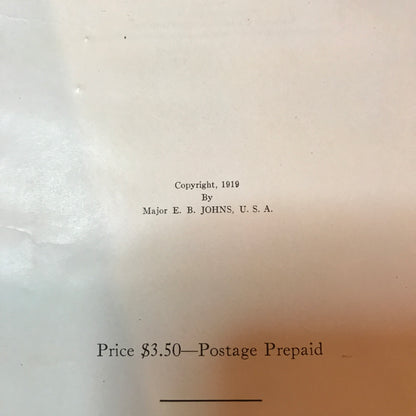 Copyright, 1919
By
Major E. B. JOHNS, U. S. A.
Price $3.50—Postage Prepaid